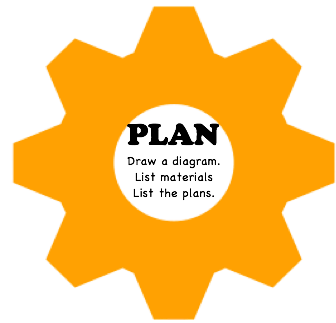 PLAN
Draw a diagram.
List materials
List the plans.